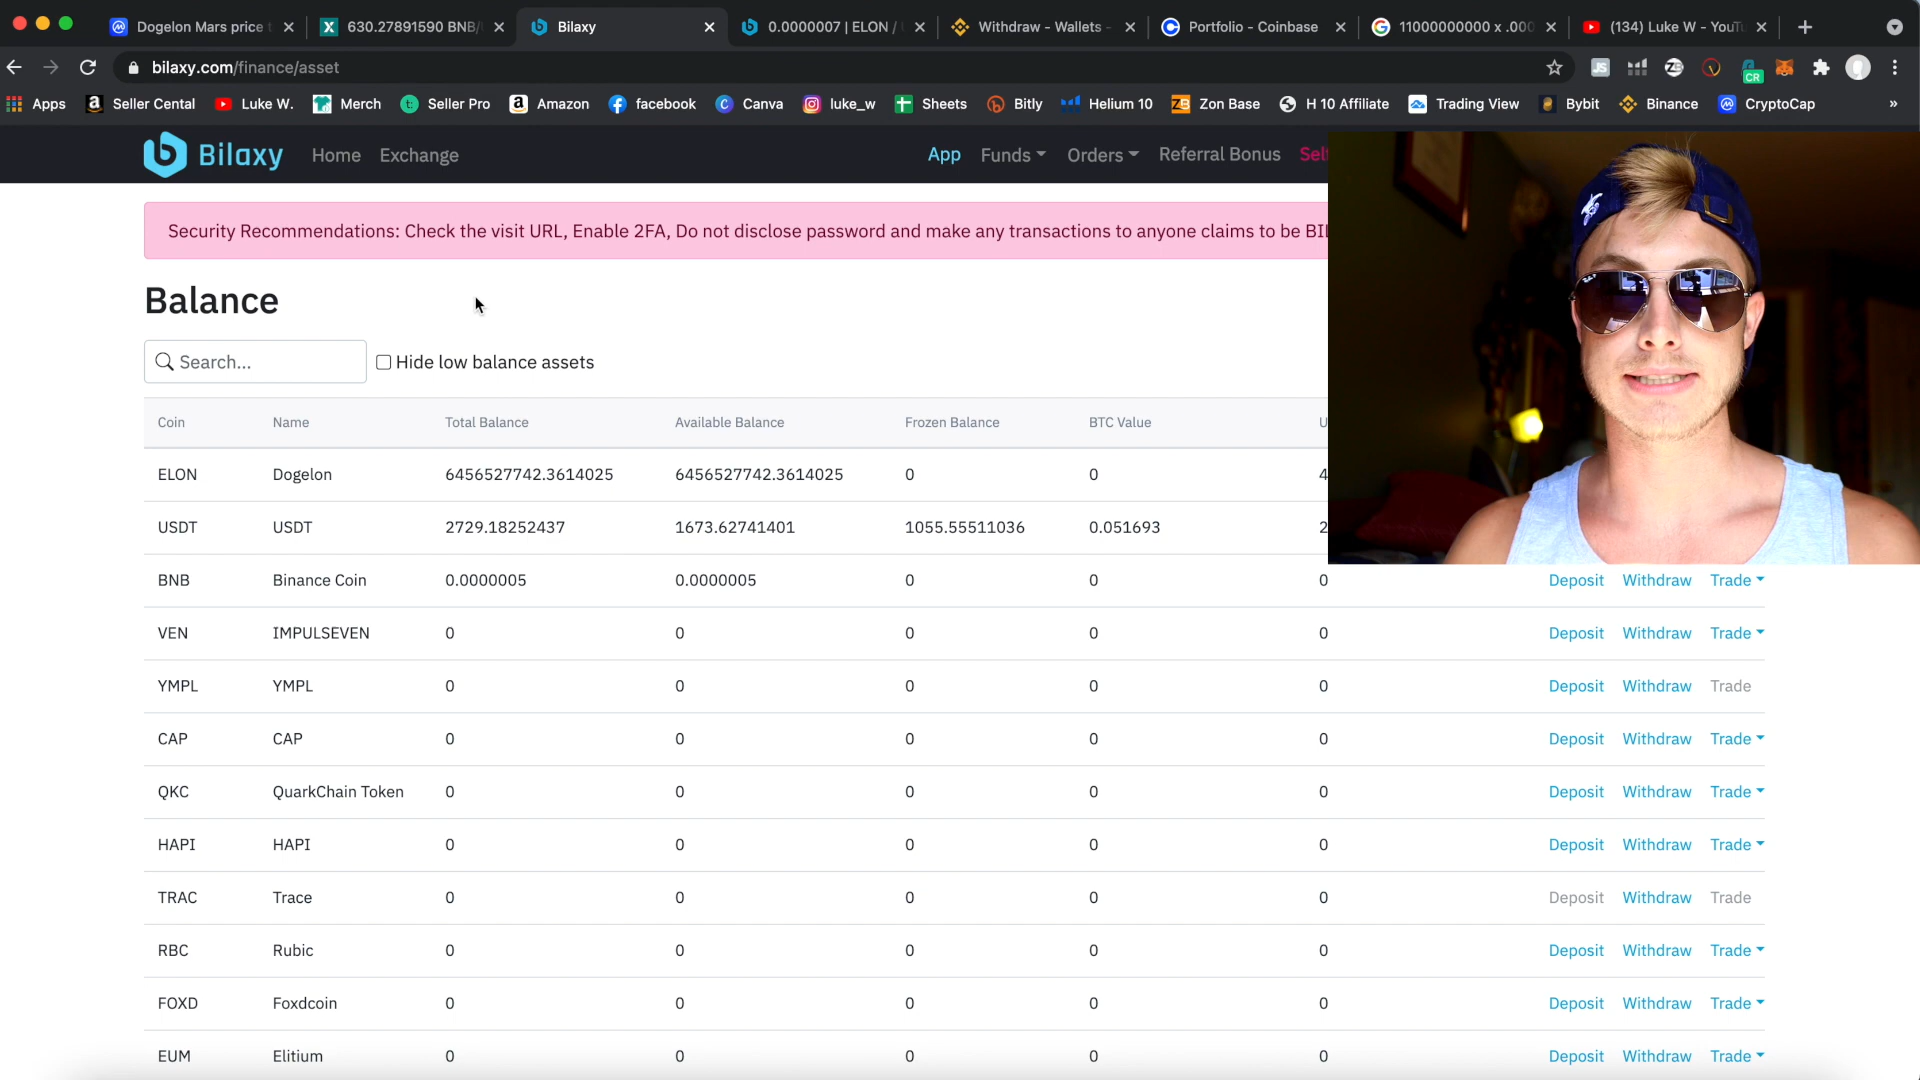 Dogelon Mars price t
630.27891590 BNB/
Bilaxy
0.0000007 | ELON /
Withdraw - Wallets -
Portfolio - Coinbase
11000000000 x .000
(134) Luke W - YouTu
bilaxy.com/finance/asset
CR
Apps
Seller Cental
Luke W.
Merch
Seller Pro
Amazon
facebook
Canva
luke_w
Sheets
Bitly
Helium 10
Zon Base
H 10 Affiliate
Trading View
Bybit
Binance
CryptoCap
»
Bilaxy
Home
Exchange
App
Funds
Orders
Referral Bonus
Self
Security Recommendations: Check the visit URL, Enable 2FA, Do not disclose password and make any transactions to anyone claims to be BIL
Balance
Search...
Hide low balance assets
Coin Name Total Balance Available Balance Frozen Balance BTC Value U
ELON Dogelon 6456527742.3614025 6456527742.3614025 0 0 4
USDT USDT 2729.18252437 1673.62741401 1055.55511036 0.051693 2
BNB Binance Coin 0.0000005 0.0000005 0 0 0 Deposit Withdraw Trade
VEN IMPULSEVEN 0 0 0 0 0 Deposit Withdraw Trade
YMPL YMPL 0 0 0 0 0 Deposit Withdraw Trade
CAP CAP 0 0 0 0 0 Deposit Withdraw Trade
QKC QuarkChain Token 0 0 0 0 0 Deposit Withdraw Trade
HAPI HAPI 0 0 0 0 0 Deposit Withdraw Trade
TRAC Trace 0 0 0 0 0 Deposit Withdraw Trade
RBC Rubic 0 0 0 0 0 Deposit Withdraw Trade
FOXD Foxdcoin 0 0 0 0 0 Deposit Withdraw Trade
EUM Elitium 0 0 0 0 0 Deposit Withdraw Trade